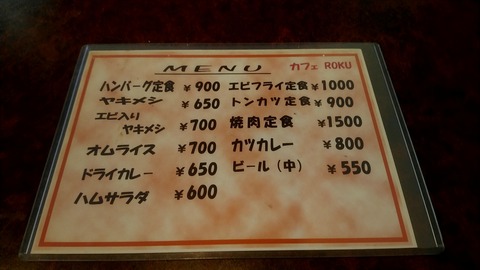 MENU カフェ ROKU
ハンバーグ定食 ¥900
ヤキメシ ¥650
エビ入り
ヤキメシ ¥700
オムライス ¥700
ドライカレー ¥650
ハムサラダ ¥600
エビフライ定食 ¥1000
トンカツ定食 ¥900
焼肉定食 ¥1500
カツカレー ¥800
ビール (中) ¥550